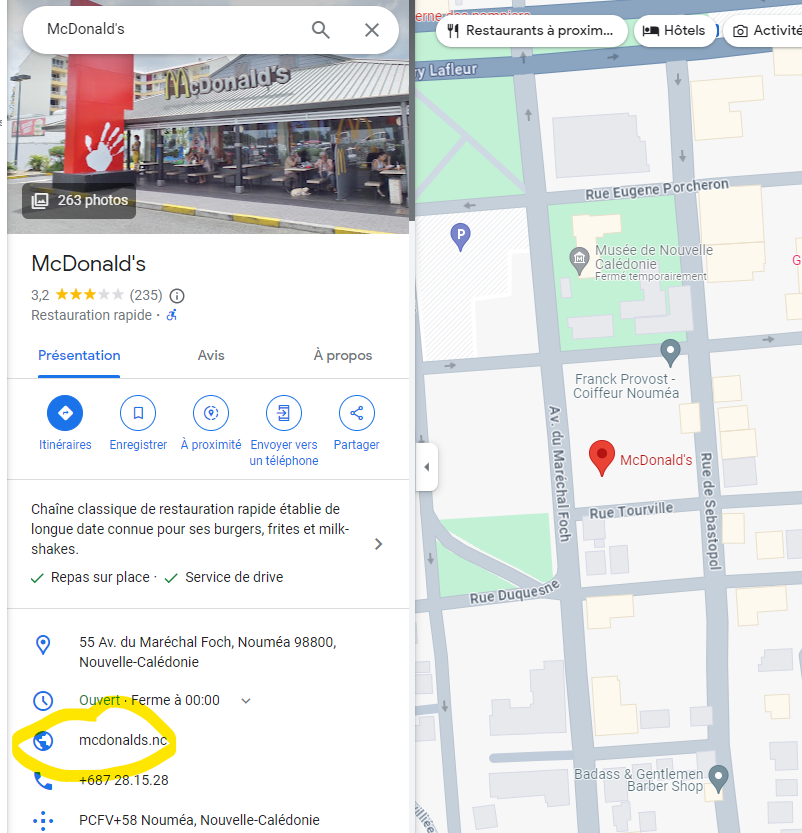 McDonald's
McDonald's
263 photos
McDonald's
3,2 (235)
Restauration rapide ·
Présentation
Avis
À propos
Itinéraires
Enregistrer
À proximité
Envoyer vers
un téléphone
Partager
Chaîne classique de restauration rapide établie de
longue date connue pour ses burgers, frites et milk-
shakes.
Repas sur place · Service de drive
55 Av. du Maréchal Foch, Nouméa 98800,
Nouvelle-Calédonie
Ouvert · Ferme à 00:00
mcdonalds.nc
+687 28.15.28
PCFV+58 Nouméa, Nouvelle-Calédonie
Restaurants à proxim...
Hôtels
Activité
ry Lafleur
Rue Eugene Porcheron
P
Musée de Nouvelle
Calédonie
Fermé temporairement
G
Franck Provost -
Coiffeur Nouméa
Av. du Maréchal Foch
McDonald's
Rue de Sebastopol
Rue Tourville
Rue Duquesne
Badass & Gentlemen
Barber Shop